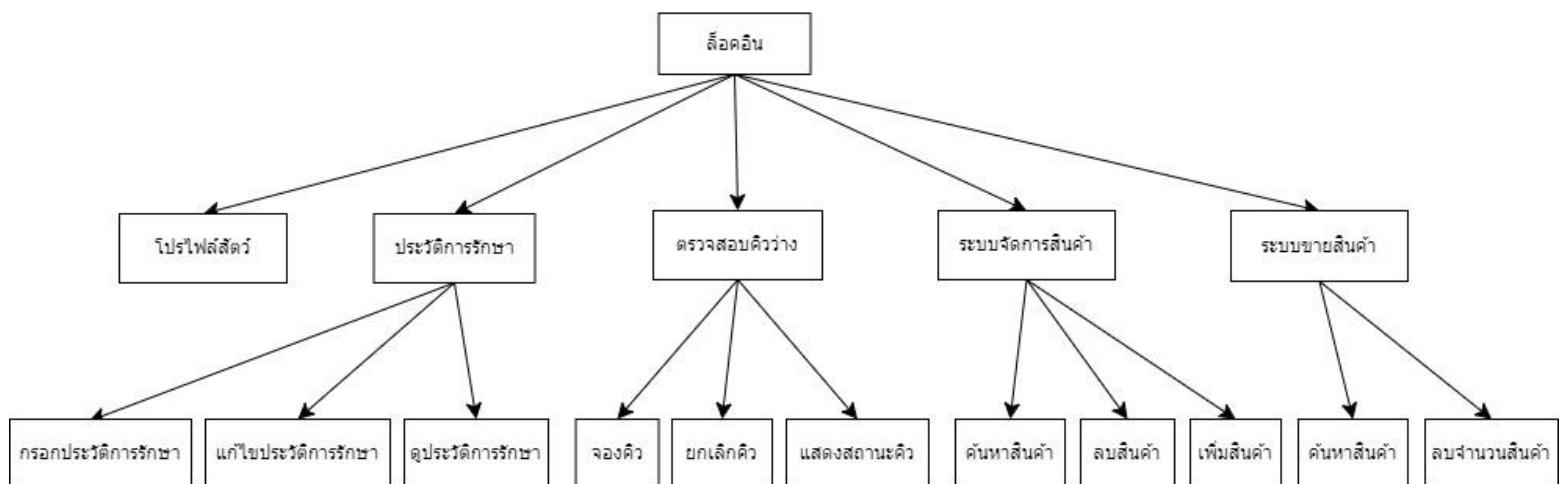 ล็อคอิน
โปรไฟล์สัตว์
ประวัติการรักษา
ตรวจสอบคิวว่าง
ระบบจัดการสินค้า
ระบบขายสินค้า
กรอกประวัติการรักษา
แก้ไขประวัติการรักษา
ดูประวัติการรักษา
จองคิว
ยกเลิกคิว
แสดงสถานะคิว
ค้นหาสินค้า
ลบสินค้า
เพิ่มสินค้า
ค้นหาสินค้า
ลบจำนวนสินค้า